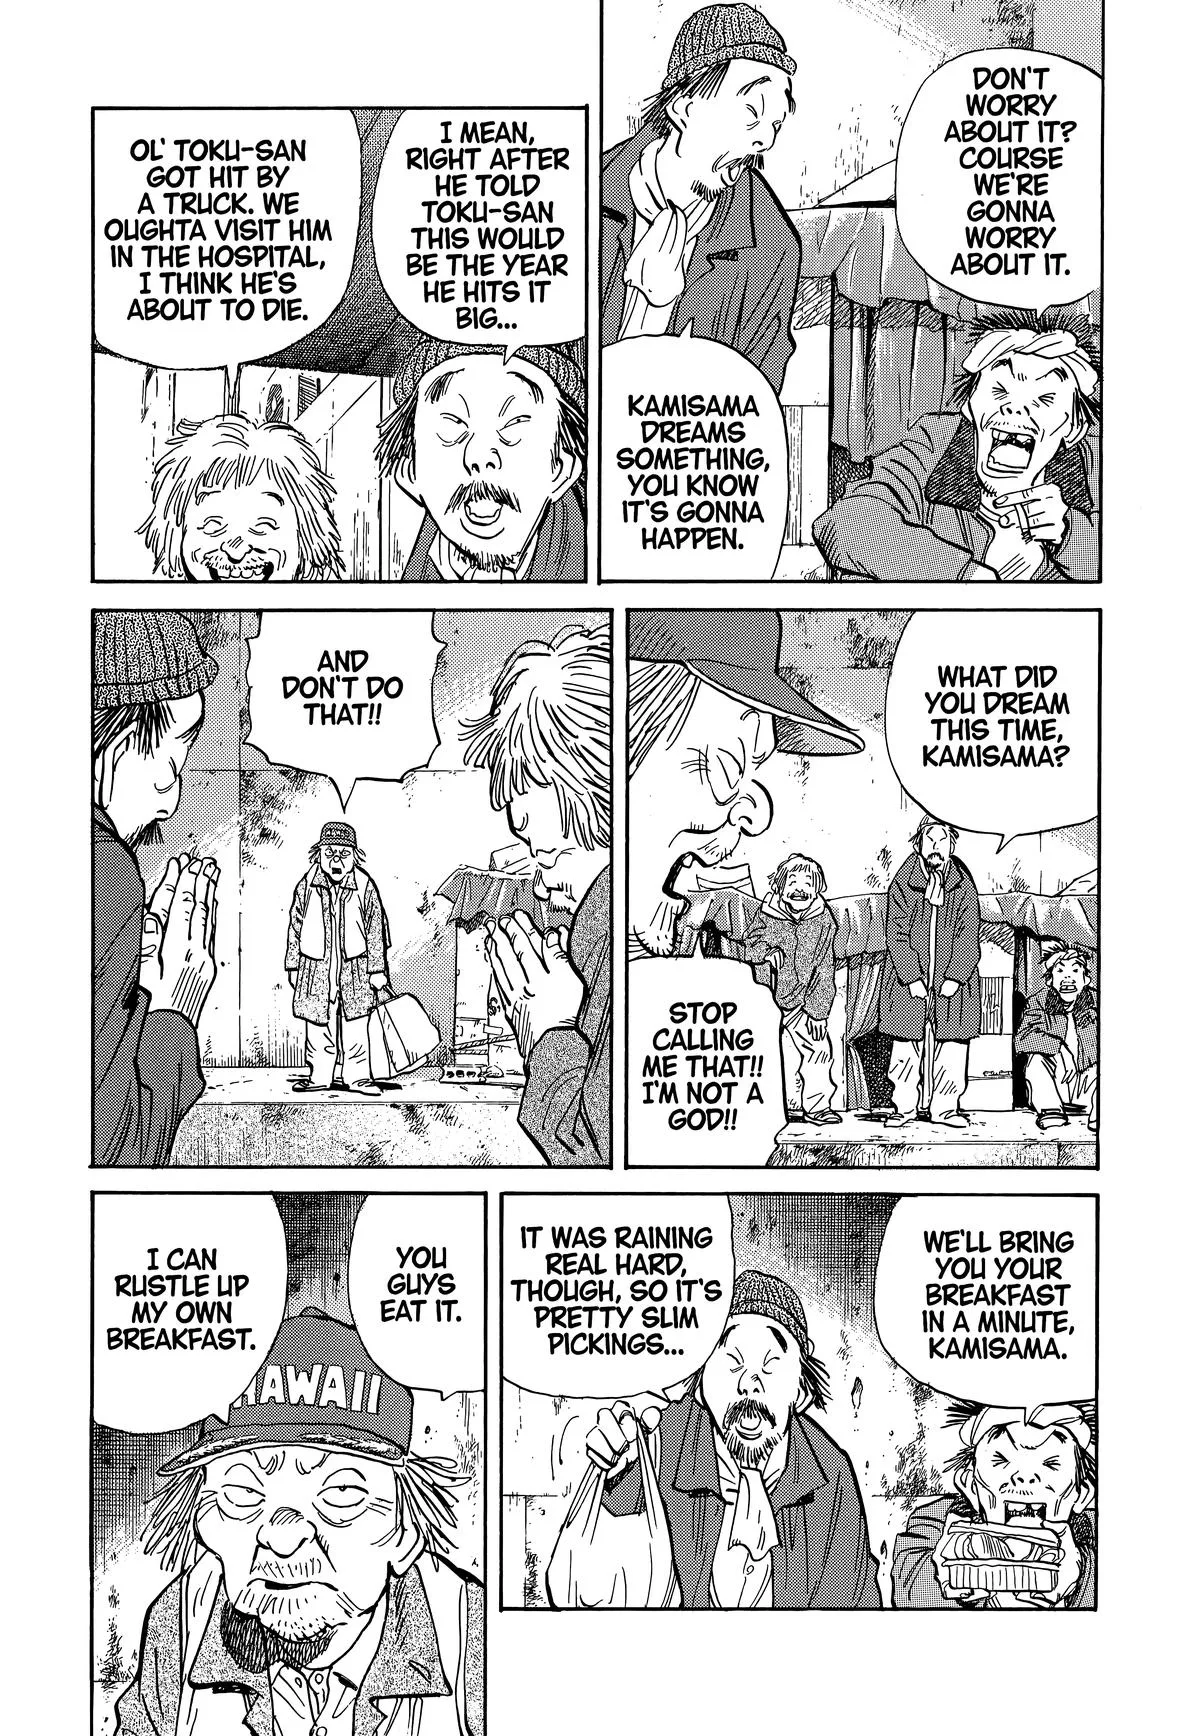 DON'T
WORRY
ABOUT IT?
COURSE
WE'RE
GONNA
WORRY
ABOUT IT.
KAMISAMA
DREAMS
SOMETHING,
YOU KNOW
IT'S GONNA
HAPPEN.
I MEAN,
RIGHT AFTER
HE TOLD
TOKU-SAN
THIS WOULD
BE THE YEAR
HE HITS IT
BIG...
OL' TOKU-SAN
GOT HIT BY
A TRUCK. WE
OUGHTA VISIT HIM
IN THE HOSPITAL,
I THINK HE'S
ABOUT TO DIE.
WHAT DID
YOU DREAM
THIS TIME,
KAMISAMA?
STOP
CALLING
ME THAT!!
I'M NOT A
GOD!!
AND
DON'T DO
THAT!!
WE'LL BRING
YOU YOUR
BREAKFAST
IN A MINUTE,
KAMISAMA.
IT WAS RAINING
REAL HARD,
THOUGH, SO IT'S
PRETTY SLIM
PICKINGS...
YOU
GUYS
EAT IT.
I CAN
RUSTLE UP
MY OWN
BREAKFAST.
HAWAII